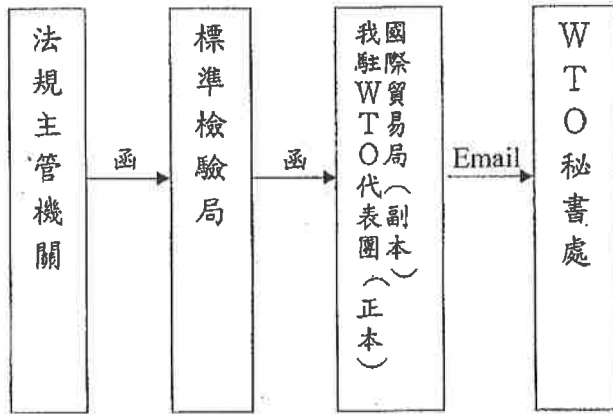 法規主管機關
函
標準檢驗局
函
國際貿易局（副本）
我駐WTO代表團（正本）
Email
WTO秘書處